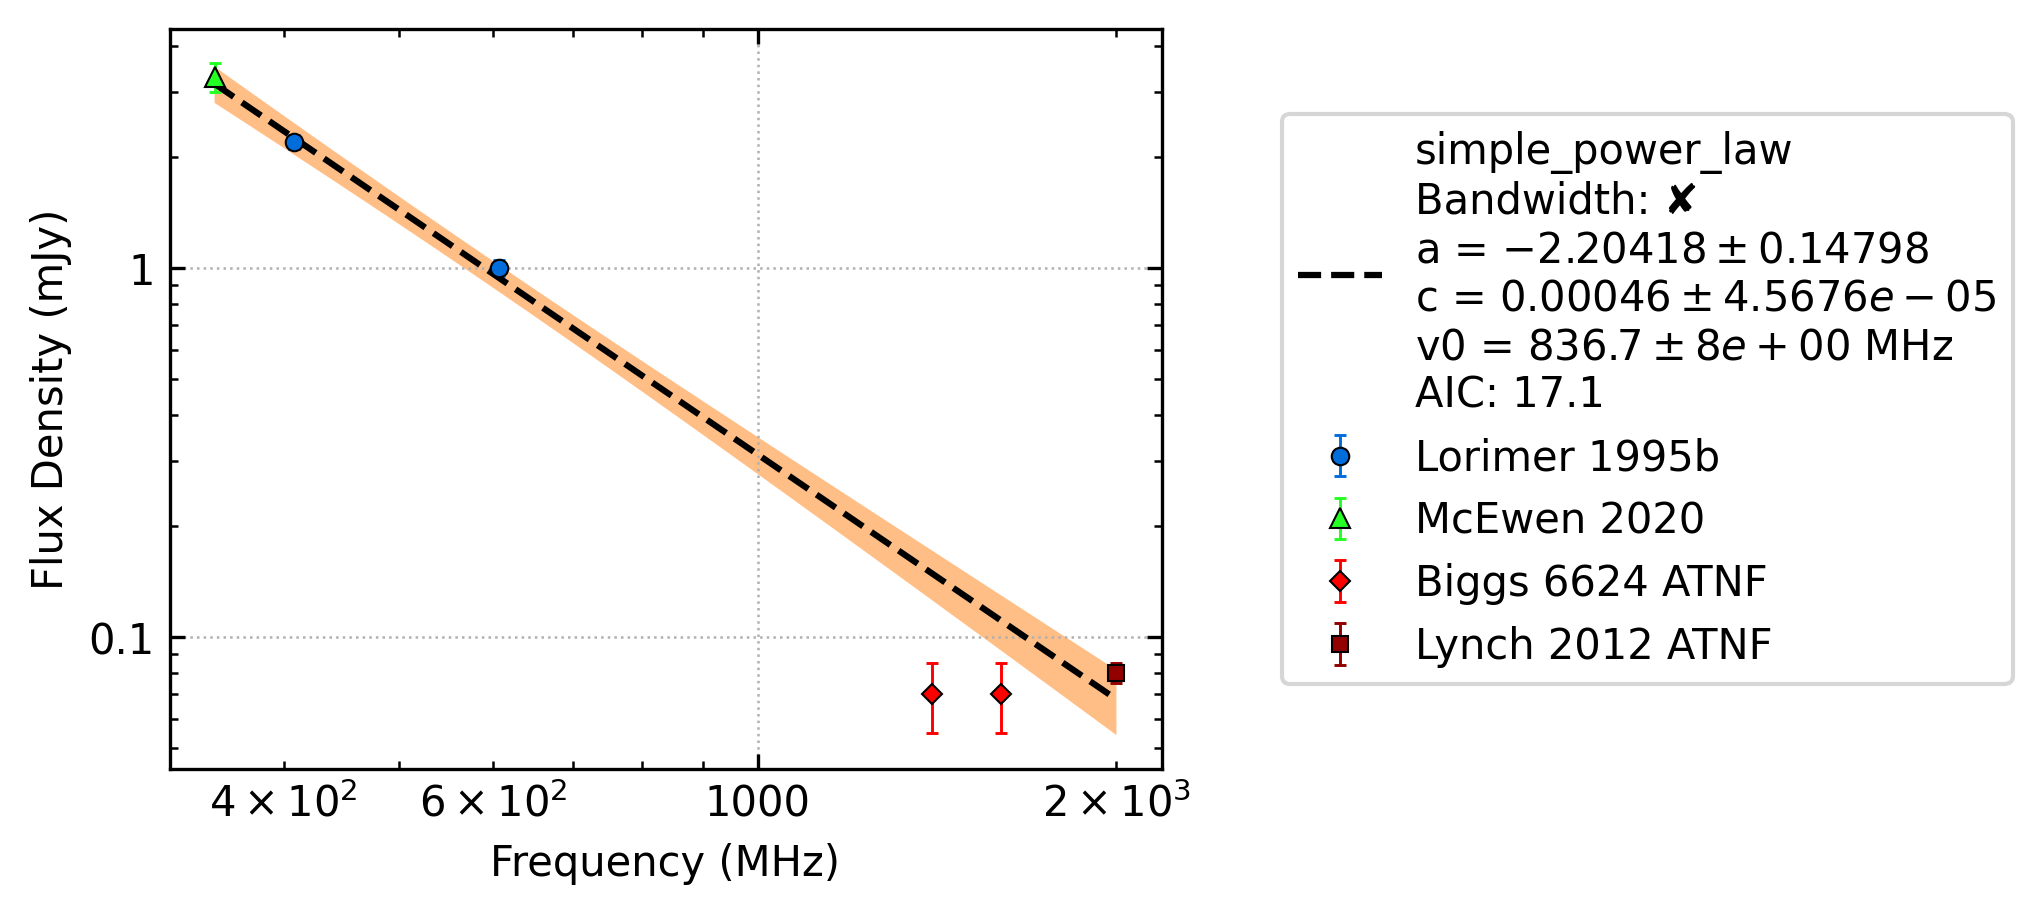 Flux Density (mJy)
1
0.1
4 × 10²
6 × 10²
1000
2 × 10³
Frequency (MHz)
simple_power_law
Bandwidth: ✘
a = −2.20418 ± 0.14798
c = 0.00046 ± 4.5676e − 05
v0 = 836.7 ± 8e + 00 MHz
AIC: 17.1
Lorimer 1995b
McEwen 2020
Biggs 6624 ATNF
Lynch 2012 ATNF